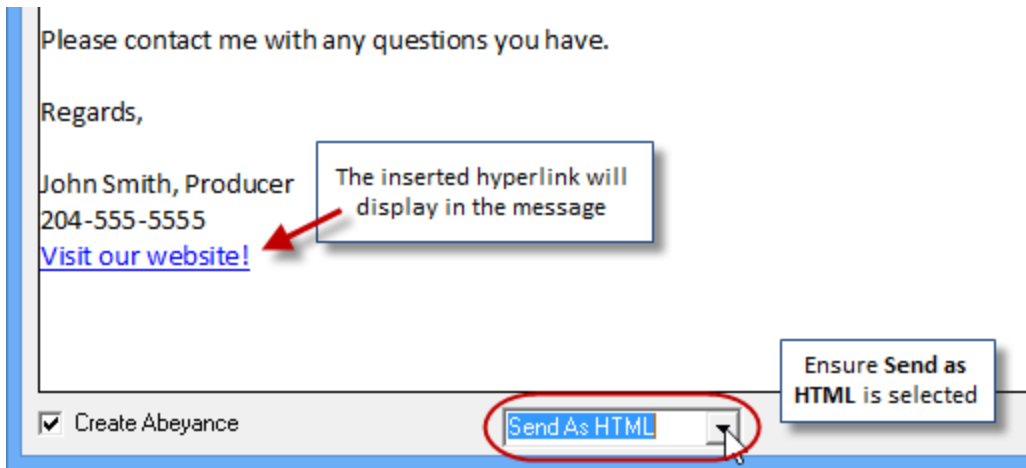 Please contact me with any questions you have.
Regards,
John Smith, Producer
204-555-5555
Visit our website!
The inserted hyperlink will
display in the message
Ensure Send as
HTML is selected
Create Abeyance
Send As HTML